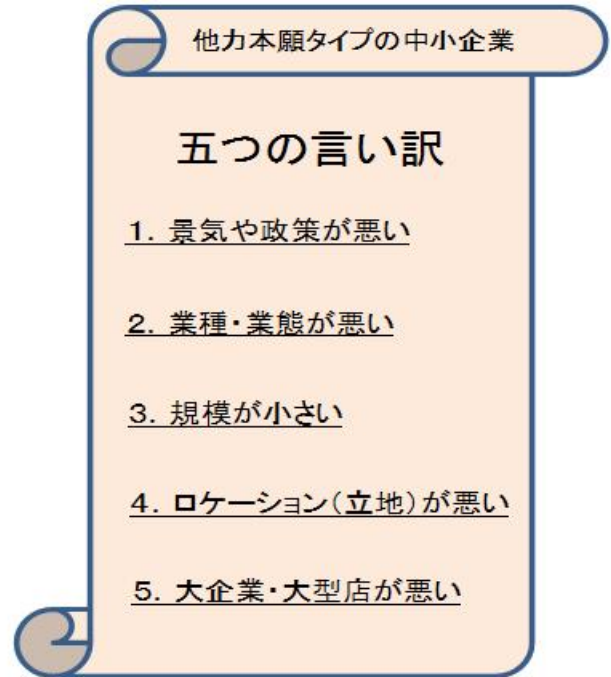 他力本願タイプの中小企業
五つの言い訳
1．景気や政策が悪い
2．業種・業態が悪い
3．規模が小さい
4．ロケーション（立地）が悪い
5．大企業・大型店が悪い